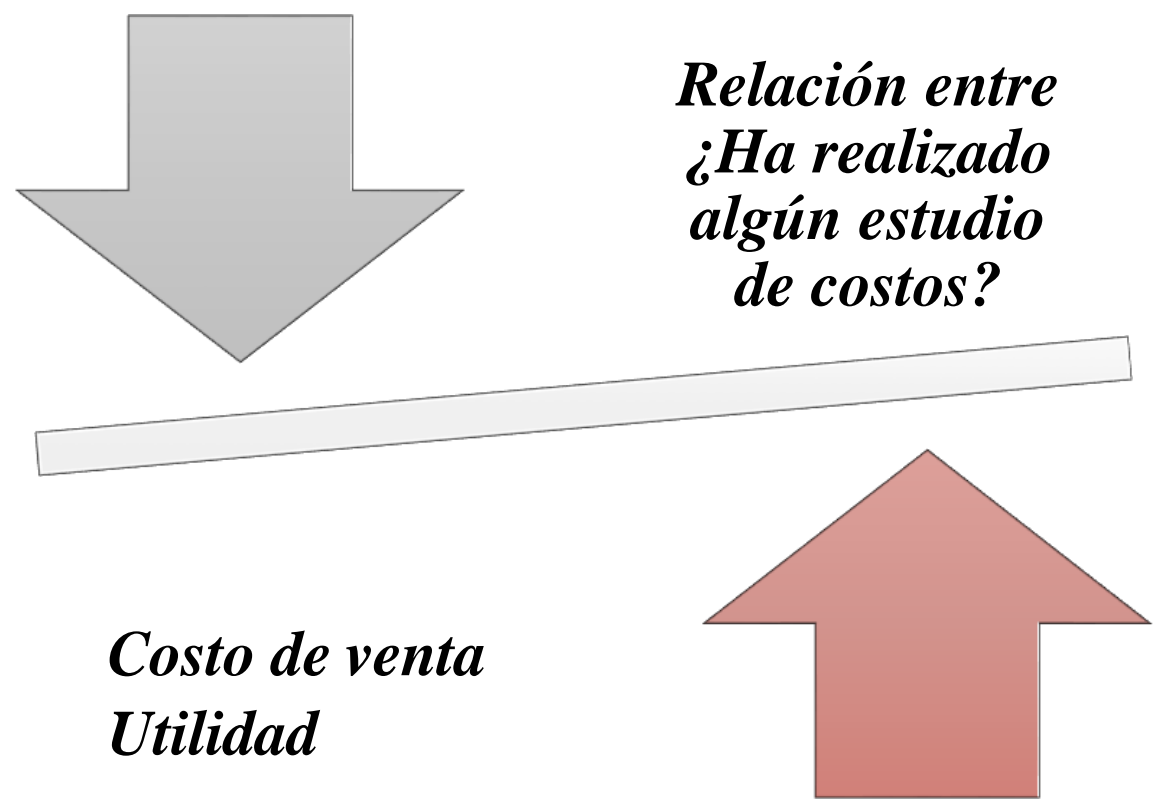 Relación entre
¿Ha realizado
algún estudio
de costos?
Costo de venta
Utilidad